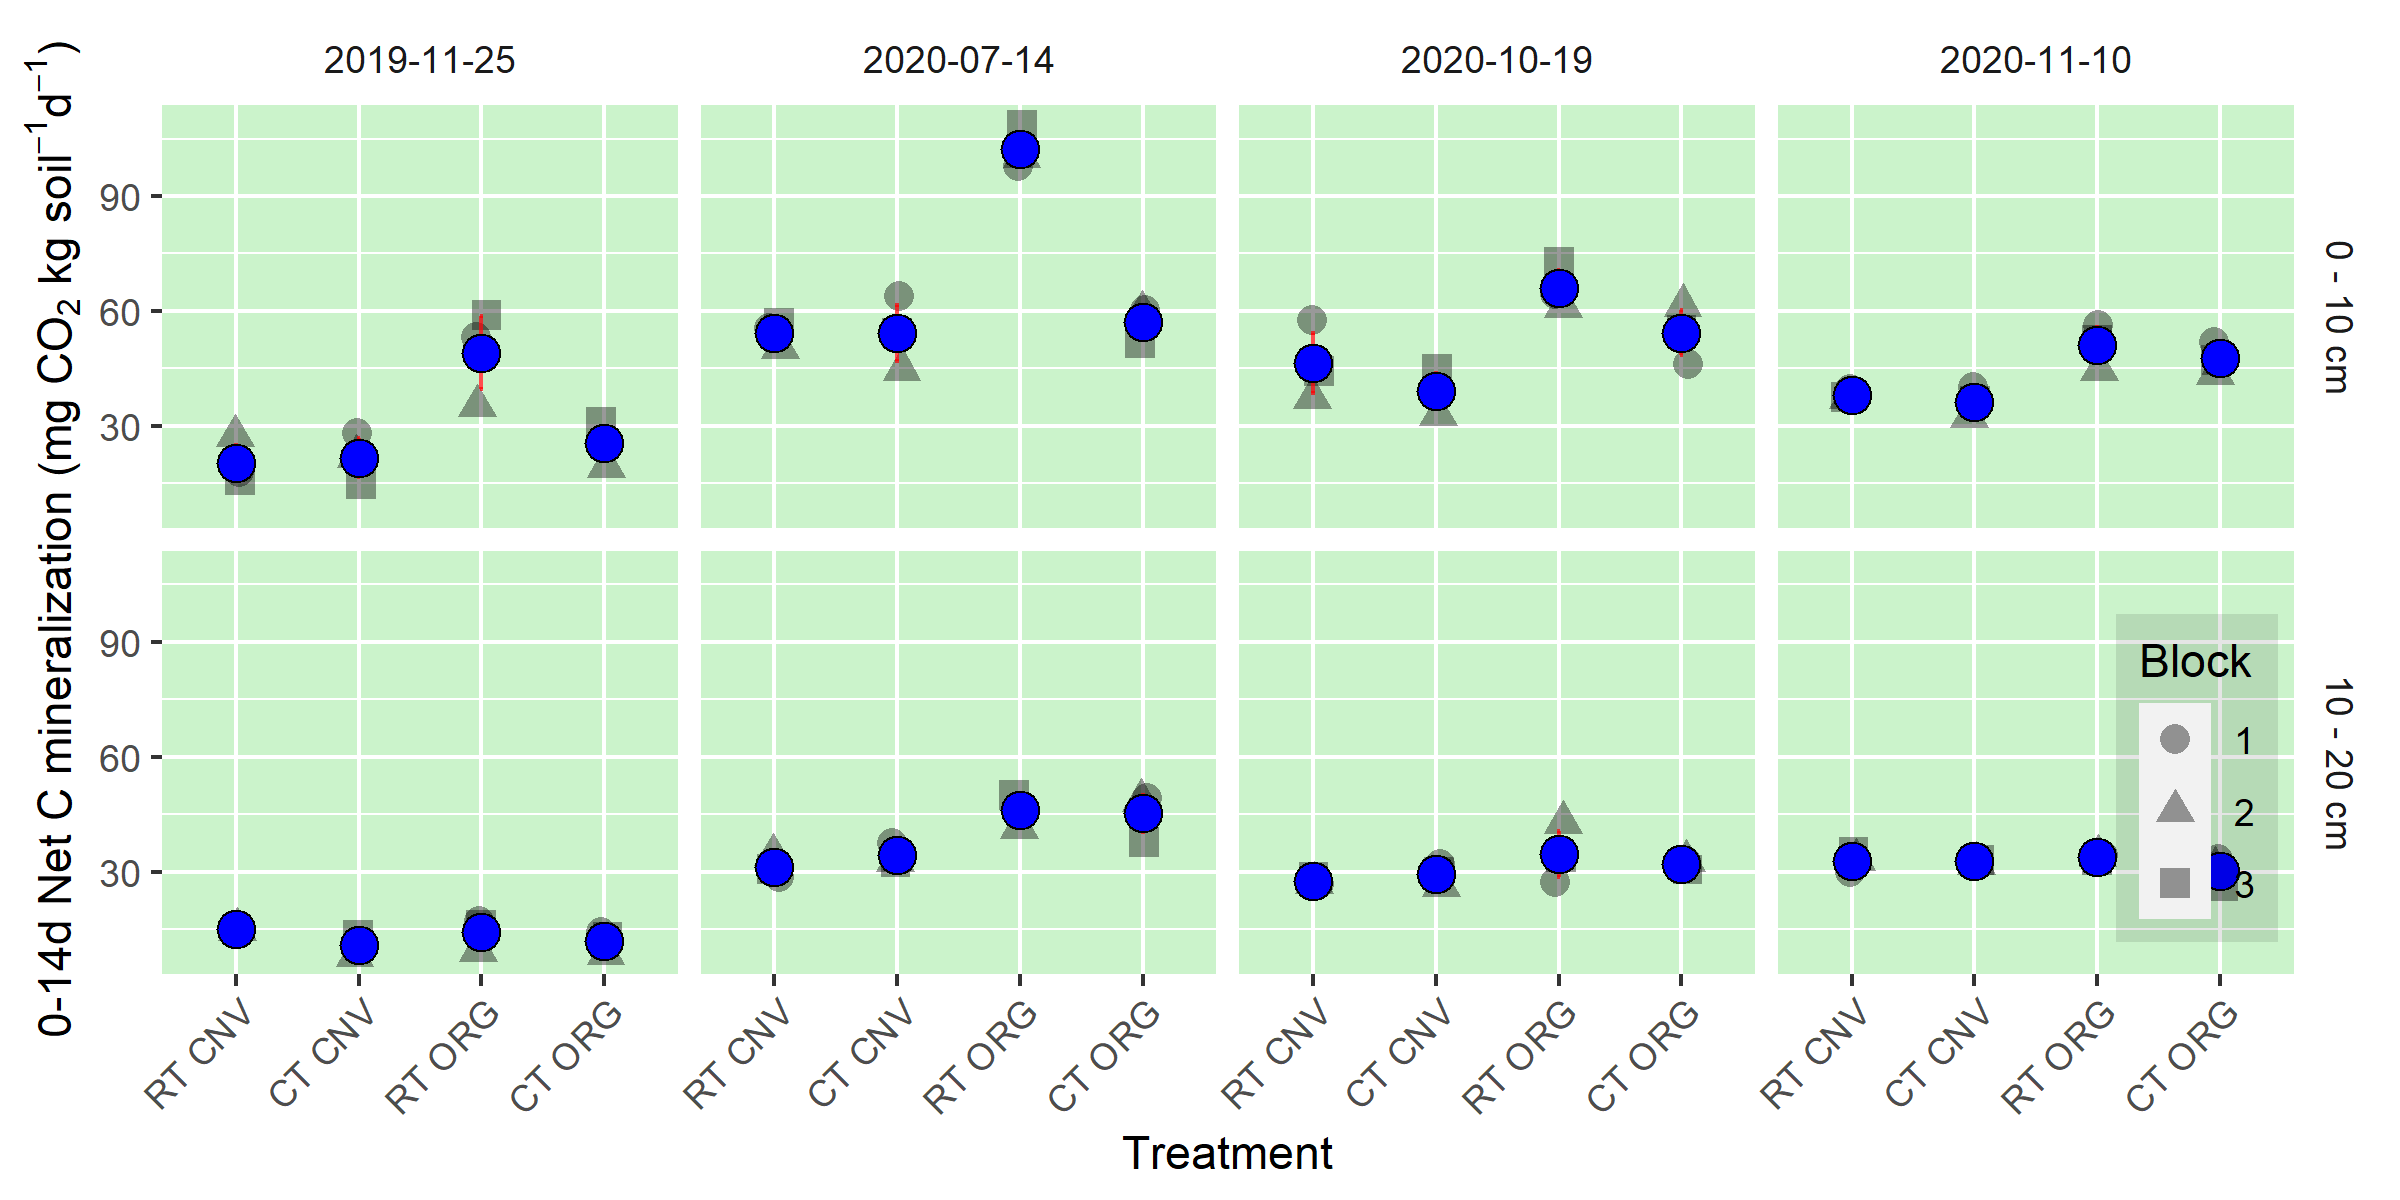 2019-11-25
2020-07-14
2020-10-19
2020-11-10
0-14d Net C mineralization (mg CO₂ kg soil⁻¹d⁻¹)
90
60
30
0 - 10 cm
90
60
30
10 - 20 cm
Block
1
2
3
RT CNV
CT CNV
RT ORG
CT ORG
RT CNV
CT CNV
RT ORG
CT ORG
RT CNV
CT CNV
RT ORG
CT ORG
RT CNV
CT CNV
RT ORG
CT ORG
Treatment